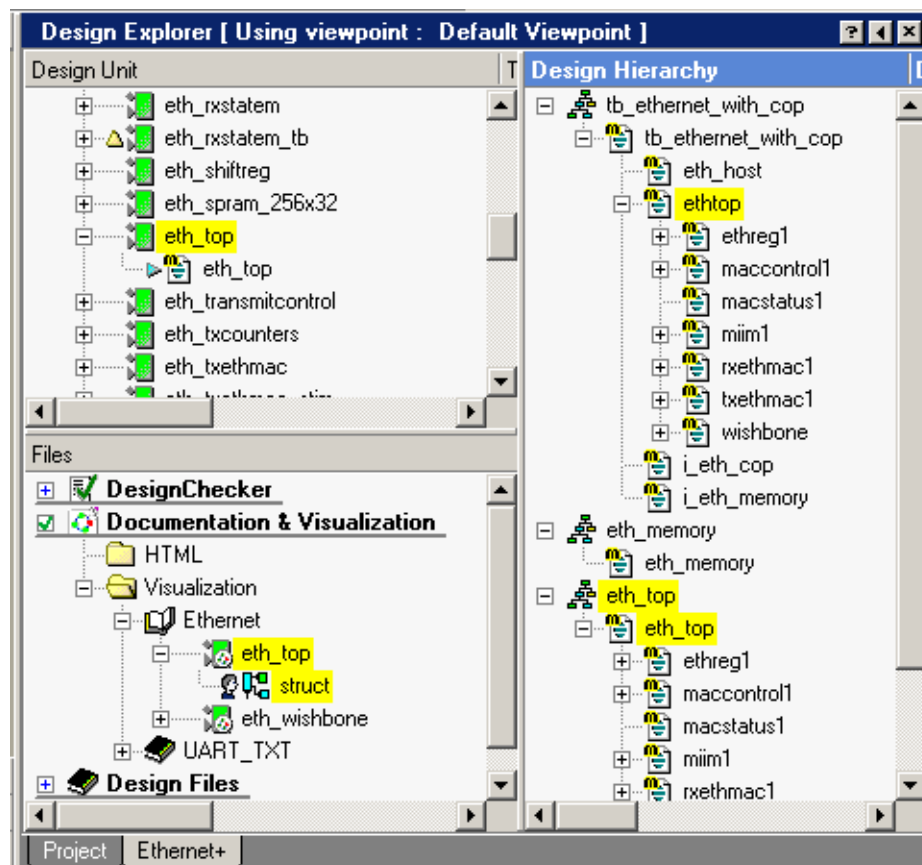 Design Explorer [ Using viewpoint : Default Viewpoint ]
Design Unit
T
eth_rxstatem
eth_rxstatem_tb
eth_shiftreg
eth_spram_256x32
eth_top
eth_top
eth_transmitcontrol
eth_txcounters
eth_txethmac
Files
DesignChecker
Documentation & Visualization
HTML
Visualization
Ethernet
eth_top
struct
eth_wishbone
UART_TXT
Design Files
Design Hierarchy
tb_ethernet_with_cop
tb_ethernet_with_cop
eth_host
ethtop
ethreg1
maccontrol1
macstatus1
miim1
rxethmac1
txethmac1
wishbone
i_eth_cop
i_eth_memory
eth_memory
eth_memory
eth_top
eth_top
ethreg1
maccontrol1
macstatus1
miim1
rxethmac1
Project
Ethernet+